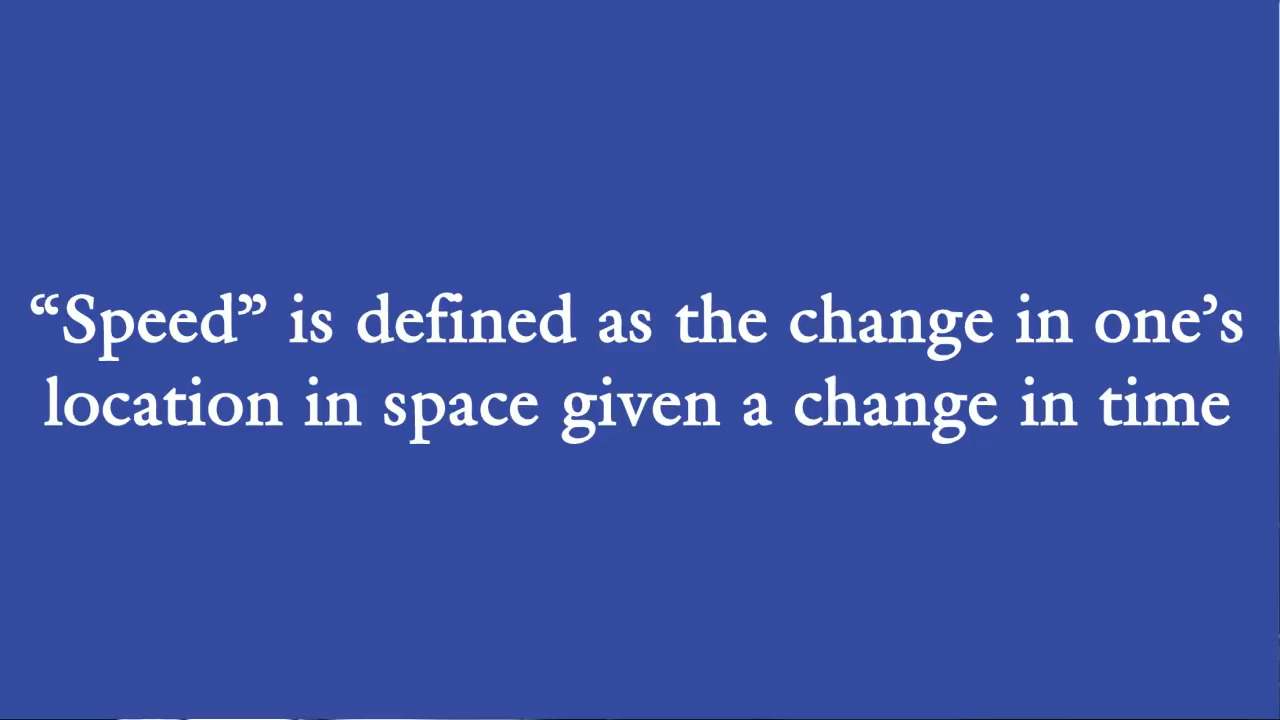 “Speed” is defined as the change in one’s
location in space given a change in time